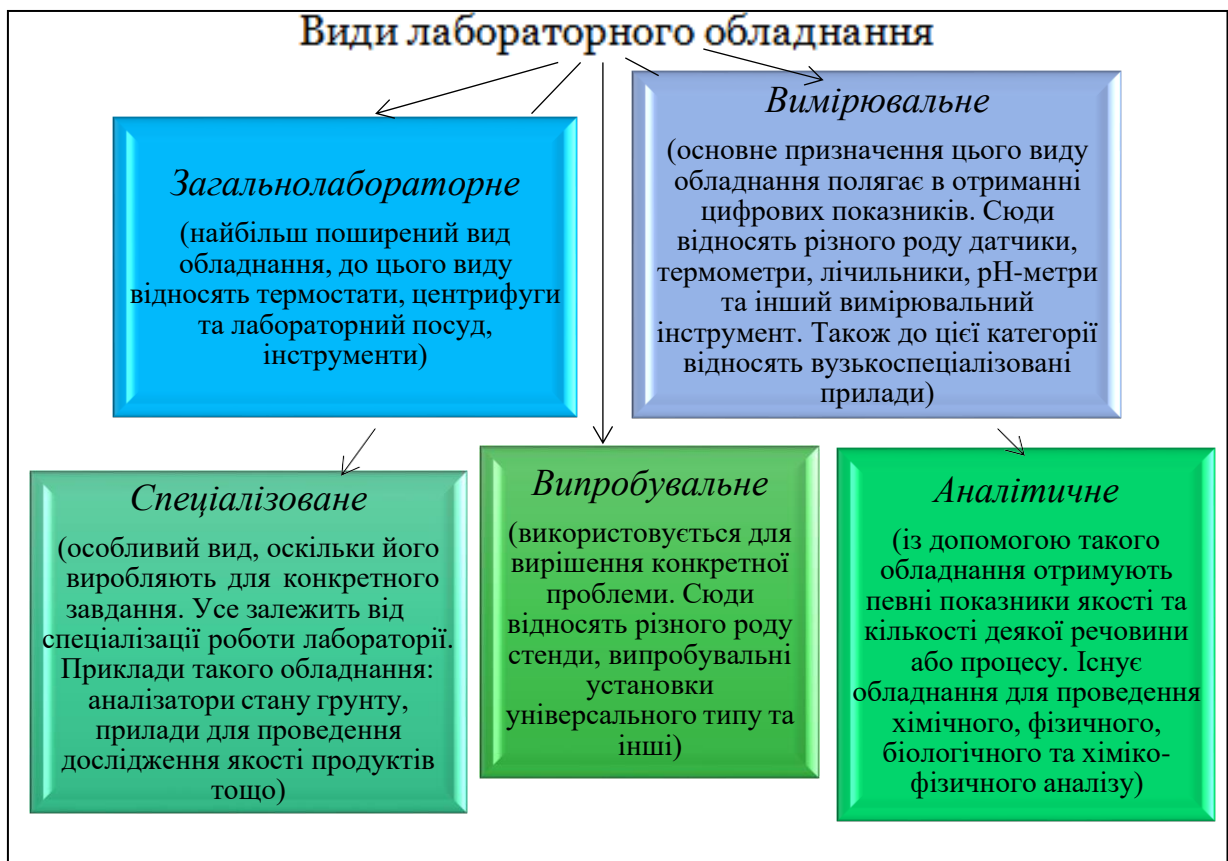 Види лабораторного обладнання
Загальнолабораторне
(найбільш поширений вид
обладнання, до цього виду
відносять термостати, центрифуги
та лабораторний посуд,
інструменти)
Вимірювальне
(основне призначення цього виду
обладнання полягає в отриманні
цифрових показників. Сюди
відносять різного роду датчики,
термометри, лічильники, рН-метри
та інший вимірювальний
інструмент. Також до цієї категорії
відносять вузькоспеціалізовані
прилади)
Спеціалізоване
(особливий вид, оскільки його
виробляють для конкретного
завдання. Усе залежить від
спеціалізації роботи лабораторії.
Приклади такого обладнання:
аналізатори стану грунту,
прилади для проведення
дослідження якості продуктів
тощо)
Випробувальне
(використовується для
вирішення конкретної
проблеми. Сюди
відносять різного роду
стенди, випробувальні
установки
універсального типу та
інші)
Аналітичне
(із допомогою такого
обладнання отримують
певні показники якості та
кількості деякої речовини
або процесу. Існує
обладнання для проведення
хімічного, фізичного,
біологічного та хіміко-
фізичного аналізу)